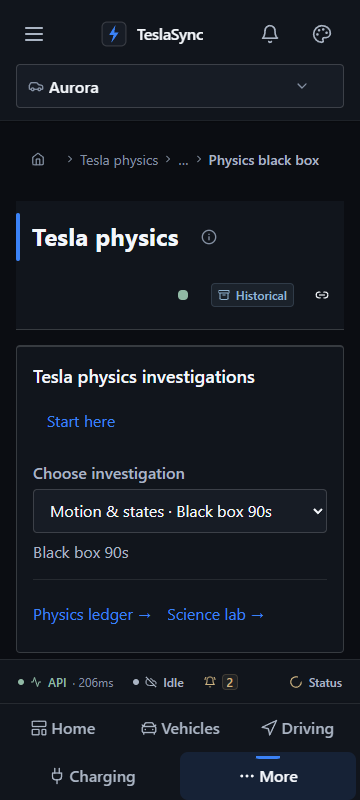 TeslaSync
Aurora
Tesla physics ... Physics black box
Tesla physics
Historical
Tesla physics investigations
Start here
Choose investigation
Motion & states · Black box 90s
Black box 90s
Physics ledger → Science lab →
API · 206ms Idle 2 Status
Home Vehicles Driving
Charging More